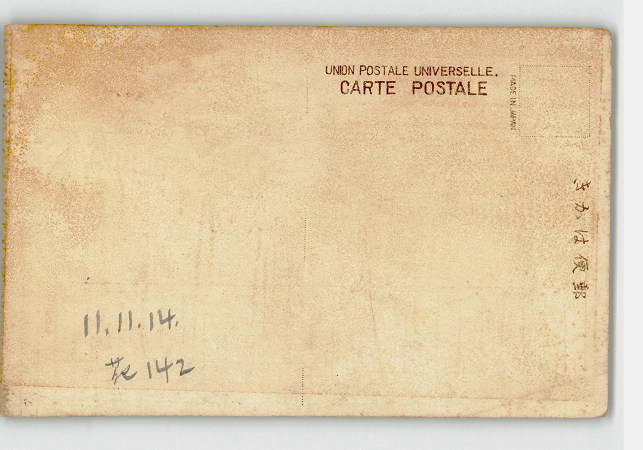 UNION POSTALE UNIVERSELLE.
CARTE POSTALE
MADE IN JAPAN
きかは便郵
11.11.14.
142